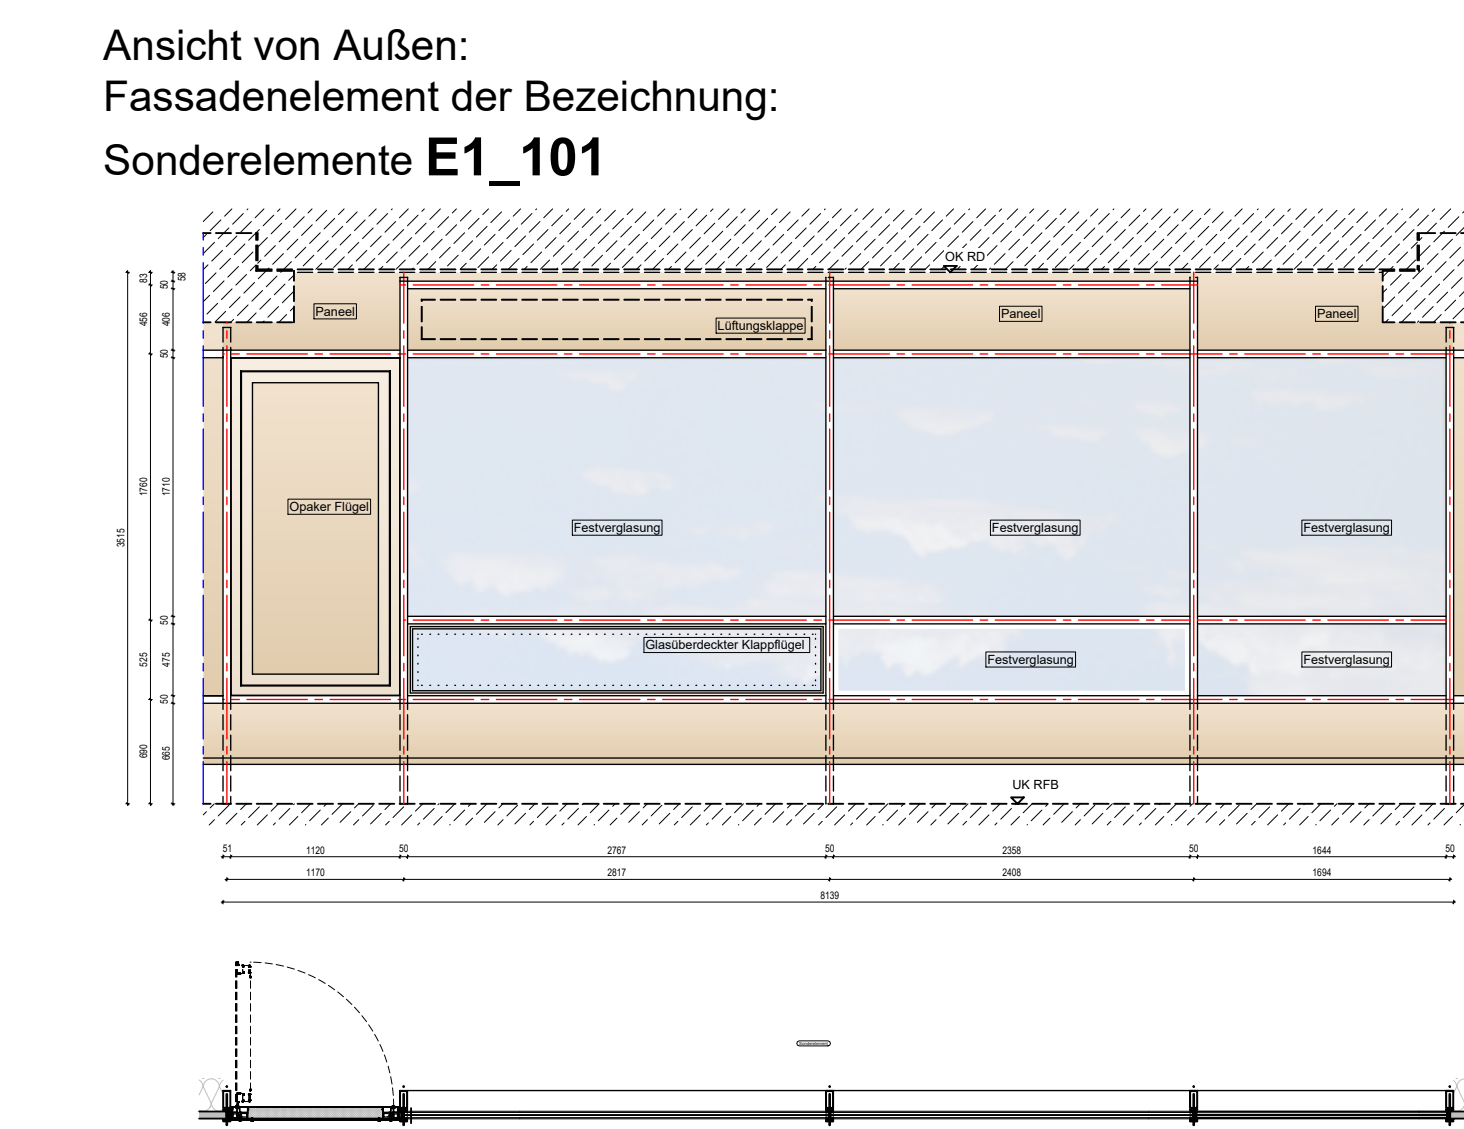 Ansicht von Außen:
Fassadenelement der Bezeichnung:
Sonderelemente E1_101
OK RD
83
50
58
Paneel
Lüftungsklappe
Paneel
Paneel
456
406
50
Opaker Flügel
1760
1710
Festverglasung
Festverglasung
Festverglasung
3515
50
Glasüberdeckter Klappflügel
525
475
Festverglasung
Festverglasung
50
690
665
UK RFB
51
1120
50
2767
50
2358
50
1644
50
1170
2817
2408
1694
8139